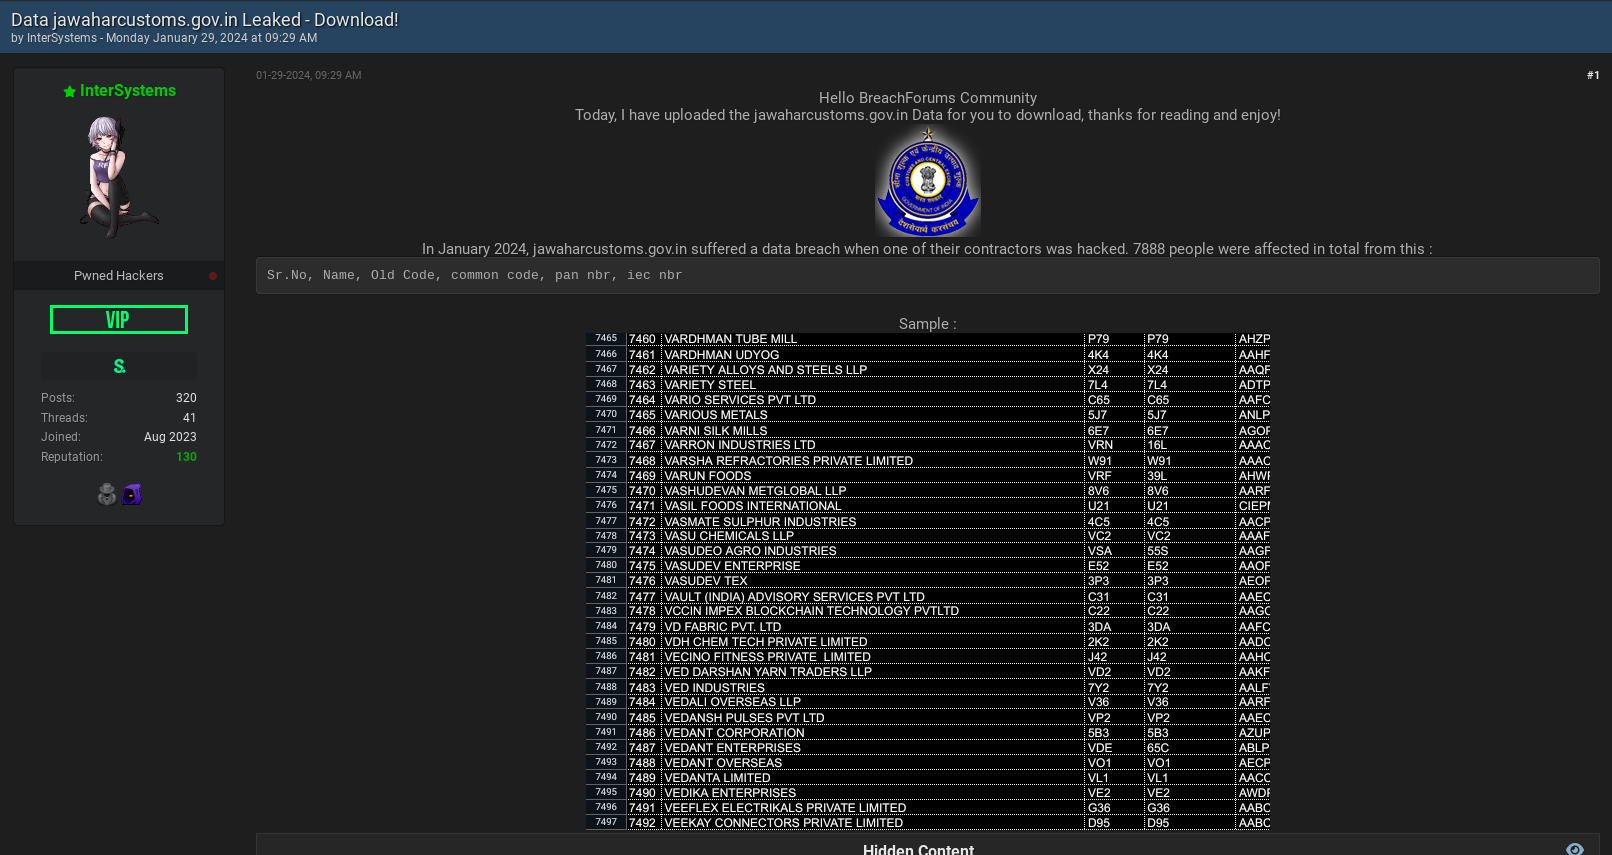 Data jawaharcustoms.gov.in Leaked - Download!
by InterSystems - Monday January 29, 2024 at 09:29 AM
InterSystems
Pwned Hackers
VIP
S.
Posts: 320
Threads: 41
Joined: Aug 2023
Reputation: 130
01-29-2024, 09:29 AM #1
Hello BreachForums Community
Today, I have uploaded the jawaharcustoms.gov.in Data for you to download, thanks for reading and enjoy!
सीमा शुल्क एवं केन्द्रीय उत्पाद शुल्क
CUSTOMS AND CENTRAL EXCISE
GOVERNMENT OF INDIA
देशसेवार्थ करसंचय
In January 2024, jawaharcustoms.gov.in suffered a data breach when one of their contractors was hacked. 7888 people were affected in total from this :
Sr.No, Name, Old Code, common code, pan nbr, iec nbr
Sample :
7465 7460 VARDHMAN TUBE MILL P79 P79 AHZP
7466 7461 VARDHMAN UDYOG 4K4 4K4 AAHF
7467 7462 VARIETY ALLOYS AND STEELS LLP X24 X24 AAQF
7468 7463 VARIETY STEEL 7L4 7L4 ADTP
7469 7464 VARIO SERVICES PVT LTD C65 C65 AAFC
7470 7465 VARIOUS METALS 5J7 5J7 ANLP
7471 7466 VARNI SILK MILLS 6E7 6E7 AGOP
7472 7467 VARRON INDUSTRIES LTD VRN 16L AAAC
7473 7468 VARSHA REFRACTORIES PRIVATE LIMITED W91 W91 AAAC
7474 7469 VARUN FOODS VRF 39L AHWF
7475 7470 VASHUDEVAN METGLOBAL LLP 8V6 8V6 AARF
7476 7471 VASIL FOODS INTERNATIONAL U21 U21 CIEP
7477 7472 VASMATE SULPHUR INDUSTRIES 4C5 4C5 AACP
7478 7473 VASU CHEMICALS LLP VC2 VC2 AAAF
7479 7474 VASUDEO AGRO INDUSTRIES VSA 55S AAGF
7480 7475 VASUDEV ENTERPRISE E52 E52 AAOF
7481 7476 VASUDEV TEX 3P3 3P3 AEOP
7482 7477 VAULT (INDIA) ADVISORY SERVICES PVT LTD C31 C31 AAEC
7483 7478 VCCIN IMPEX BLOCKCHAIN TECHNOLOGY PVTLTD C22 C22 AAGC
7484 7479 VD FABRIC PVT. LTD 3DA 3DA AAFC
7485 7480 VDH CHEM TECH PRIVATE LIMITED 2K2 2K2 AADC
7486 7481 VECINO FITNESS PRIVATE LIMITED J42 J42 AAHC
7487 7482 VED DARSHAN YARN TRADERS LLP VD2 VD2 AAKF
7488 7483 VED INDUSTRIES 7Y2 7Y2 AALF
7489 7484 VEDALI OVERSEAS LLP V36 V36 AARF
7490 7485 VEDANSH PULSES PVT LTD VP2 VP2 AAEC
7491 7486 VEDANT CORPORATION 5B3 5B3 AZUP
7492 7487 VEDANT ENTERPRISES VDE 65C ABLP
7493 7488 VEDANT OVERSEAS VO1 VO1 AECP
7494 7489 VEDANTA LIMITED VL1 VL1 AACC
7495 7490 VEDIKA ENTERPRISES VE2 VE2 AWDP
7496 7491 VEEFLEX ELECTRIKALS PRIVATE LIMITED G36 G36 AABC
7497 7492 VEEKAY CONNECTORS PRIVATE LIMITED D95 D95 AABC
Hidden Content